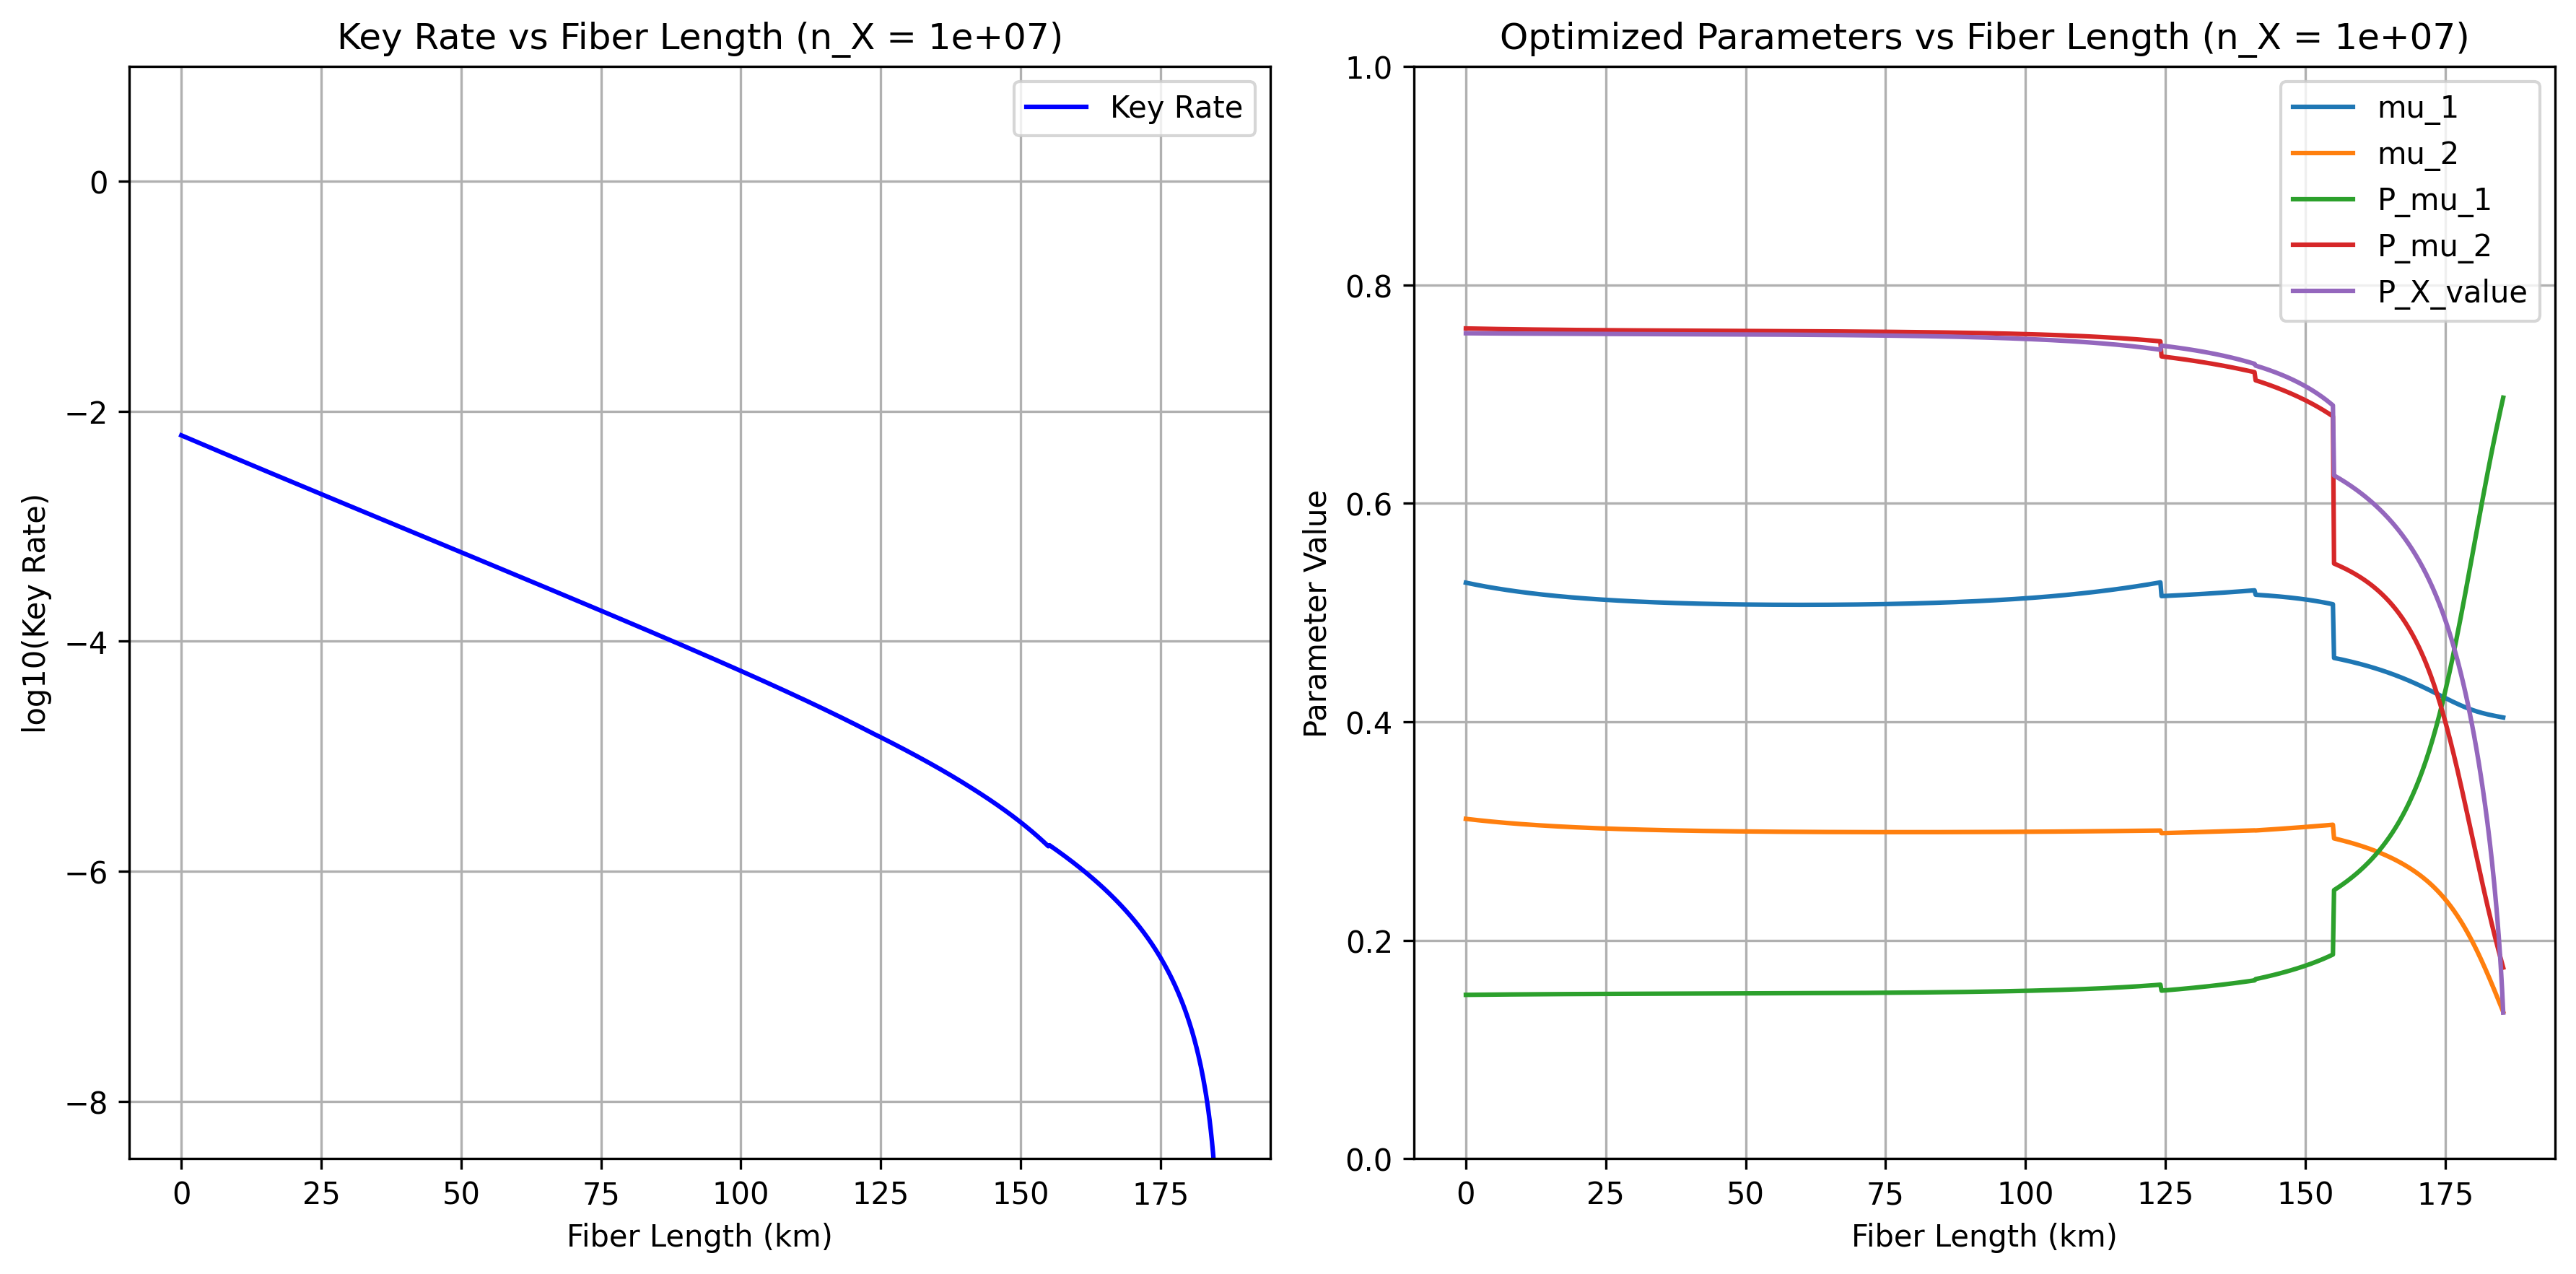 Key Rate vs Fiber Length (n_X = 1e+07)
Key Rate
log10(Key Rate)
0
−2
−4
−6
−8
0 25 50 75 100 125 150 175
Fiber Length (km)
Optimized Parameters vs Fiber Length (n_X = 1e+07)
mu_1
mu_2
P_mu_1
P_mu_2
P_X_value
Parameter Value
1.0
0.8
0.6
0.4
0.2
0.0
0 25 50 75 100 125 150 175
Fiber Length (km)